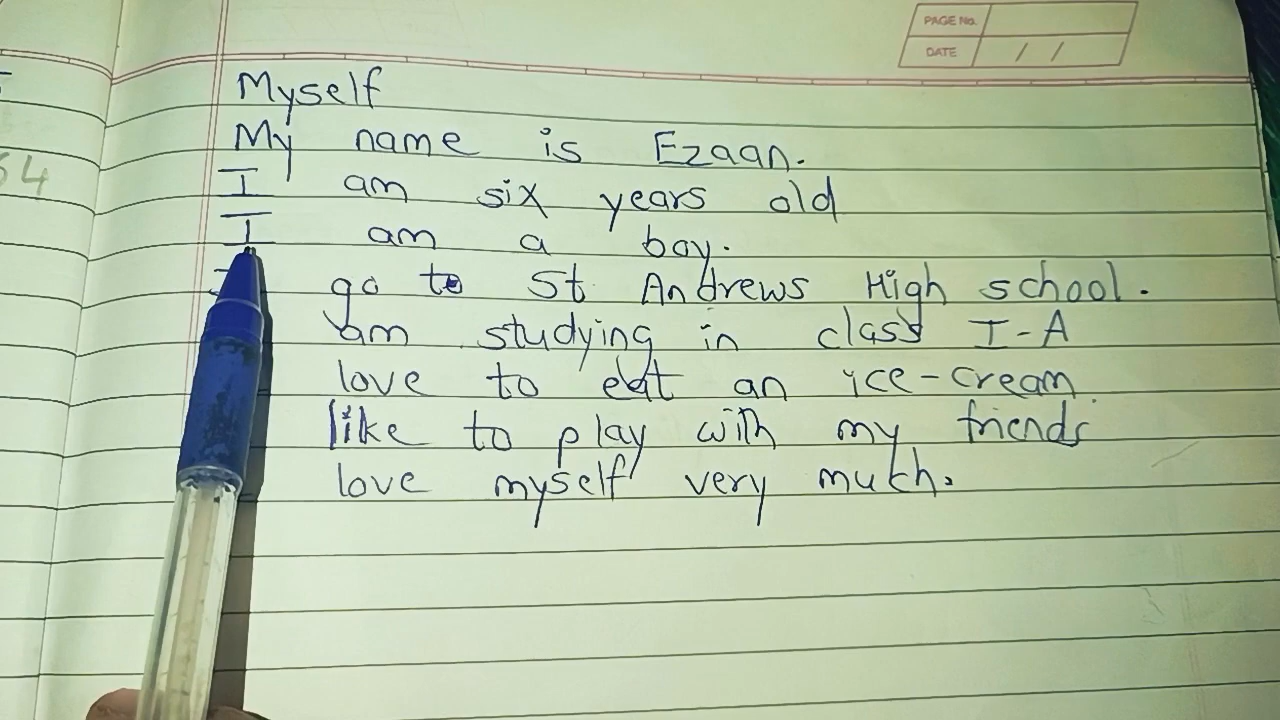 PAGE No.
DATE / /
64
Myself
My name is Ezaan.
I am six years old
I am a boy.
go to St. Andrews High school.
am studying in class I-A
love to eat an ice-cream
like to play with my friends
love myself very much.